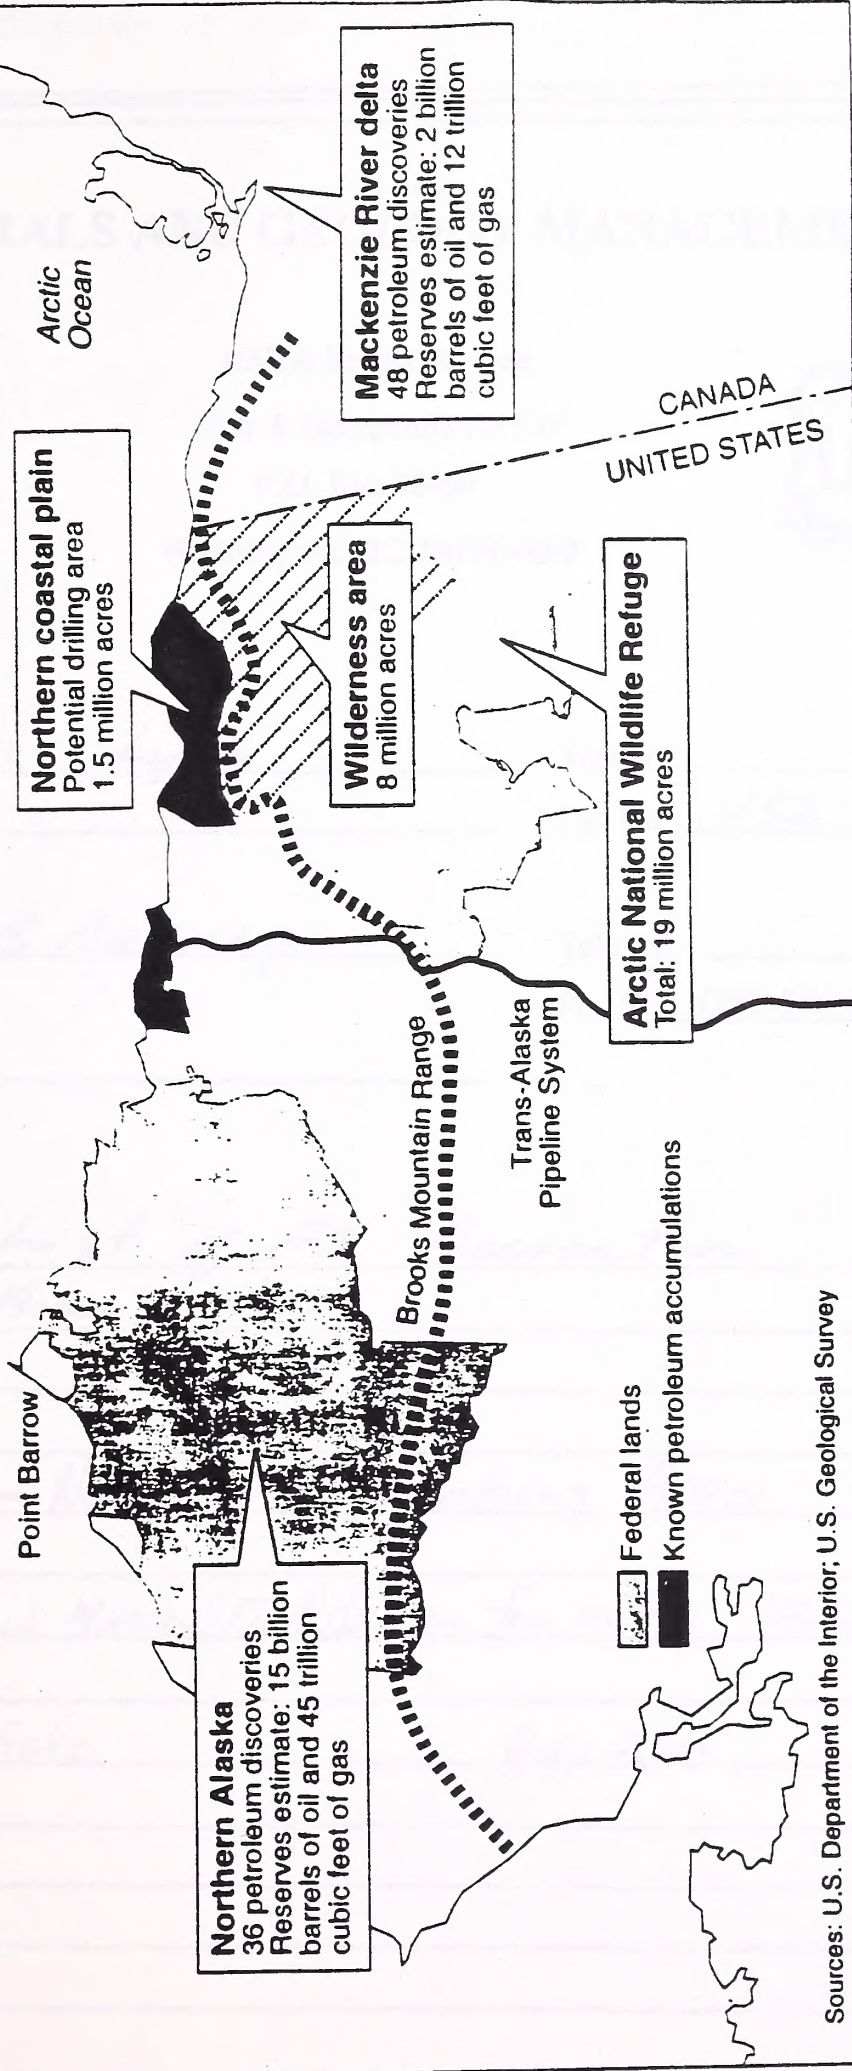 Point Barrow
Northern Alaska
36 petroleum discoveries
Reserves estimate: 15 billion
barrels of oil and 45 trillion
cubic feet of gas
Northern coastal plain
Potential drilling area
1.5 million acres
Arctic
Ocean
Mackenzie River delta
48 petroleum discoveries
Reserves estimate: 2 billion
barrels of oil and 12 trillion
cubic feet of gas
Wilderness area
8 million acres
CANADA
UNITED STATES
Brooks Mountain Range
Trans-Alaska
Pipeline System
Arctic National Wildlife Refuge
Total: 19 million acres
Federal lands
Known petroleum accumulations
Sources: U.S. Department of the Interior; U.S. Geological Survey